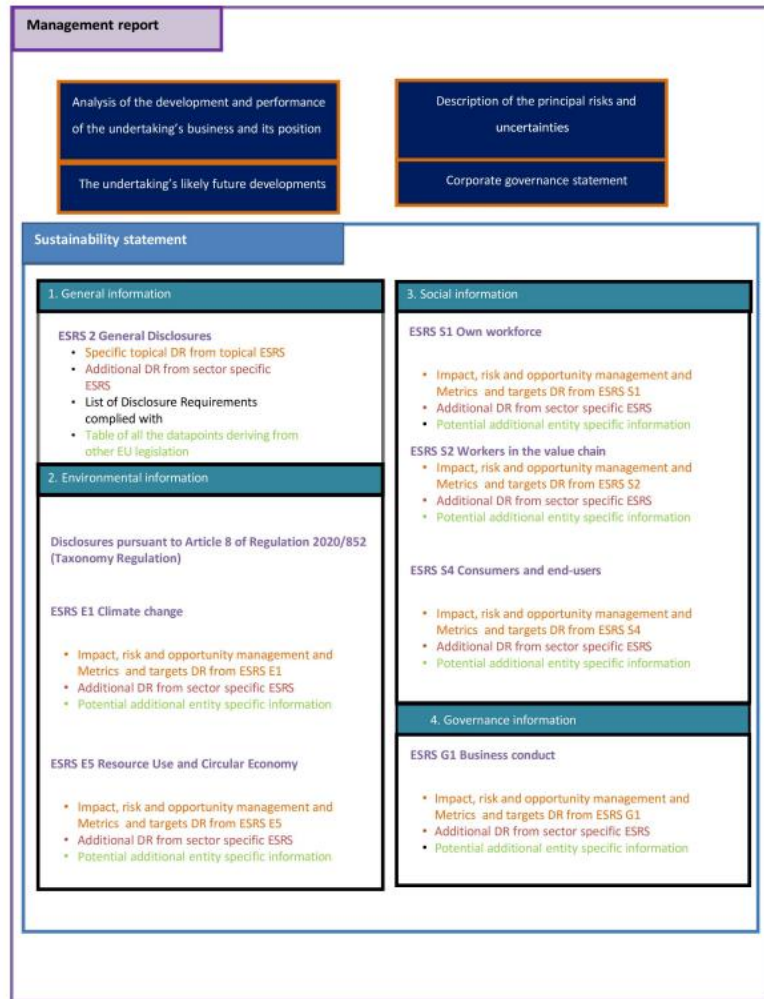 Management report
Analysis of the development and performance
of the undertaking's business and its position
The undertaking's likely future developments
Description of the principal risks and
uncertainties
Corporate governance statement
Sustainability statement
1. General information
ESRS 2 General Disclosures
• Specific topical DR from topical ESRS
• Additional DR from sector specific
ESRS
• List of Disclosure Requirements
complied with
• Table of all the datapoints deriving from
other EU legislation
2. Environmental information
Disclosures pursuant to Article 8 of Regulation 2020/852
(Taxonomy Regulation)
ESRS E1 Climate change
• Impact, risk and opportunity management and
Metrics and targets DR from ESRS E1
• Additional DR from sector specific ESRS
• Potential additional entity specific information
ESRS E5 Resource Use and Circular Economy
• Impact, risk and opportunity management and
Metrics and targets DR from ESRS E5
• Additional DR from sector specific ESRS
• Potential additional entity specific information
3. Social information
ESRS S1 Own workforce
• Impact, risk and opportunity management and
Metrics and targets DR from ESRS S1
• Additional DR from sector specific ESRS
• Potential additional entity specific information
ESRS S2 Workers in the value chain
• Impact, risk and opportunity management and
Metrics and targets DR from ESRS S2
• Additional DR from sector specific ESRS
• Potential additional entity specific information
ESRS S4 Consumers and end-users
• Impact, risk and opportunity management and
Metrics and targets DR from ESRS S4
• Additional DR from sector specific ESRS
• Potential additional entity specific information
4. Governance information
ESRS G1 Business conduct
• Impact, risk and opportunity management and
Metrics and targets DR from ESRS G1
• Additional DR from sector specific ESRS
• Potential additional entity specific information